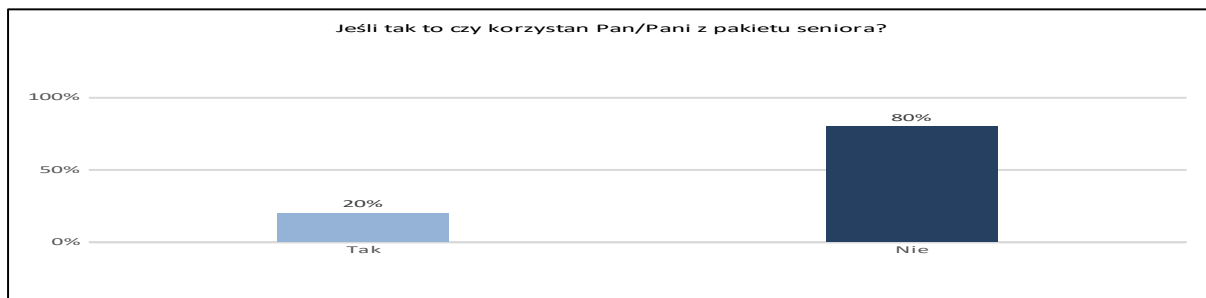 Jeśli tak to czy korzystan Pan/Pani z pakietu seniora?
100%
80%
50%
20%
0%
Tak Nie